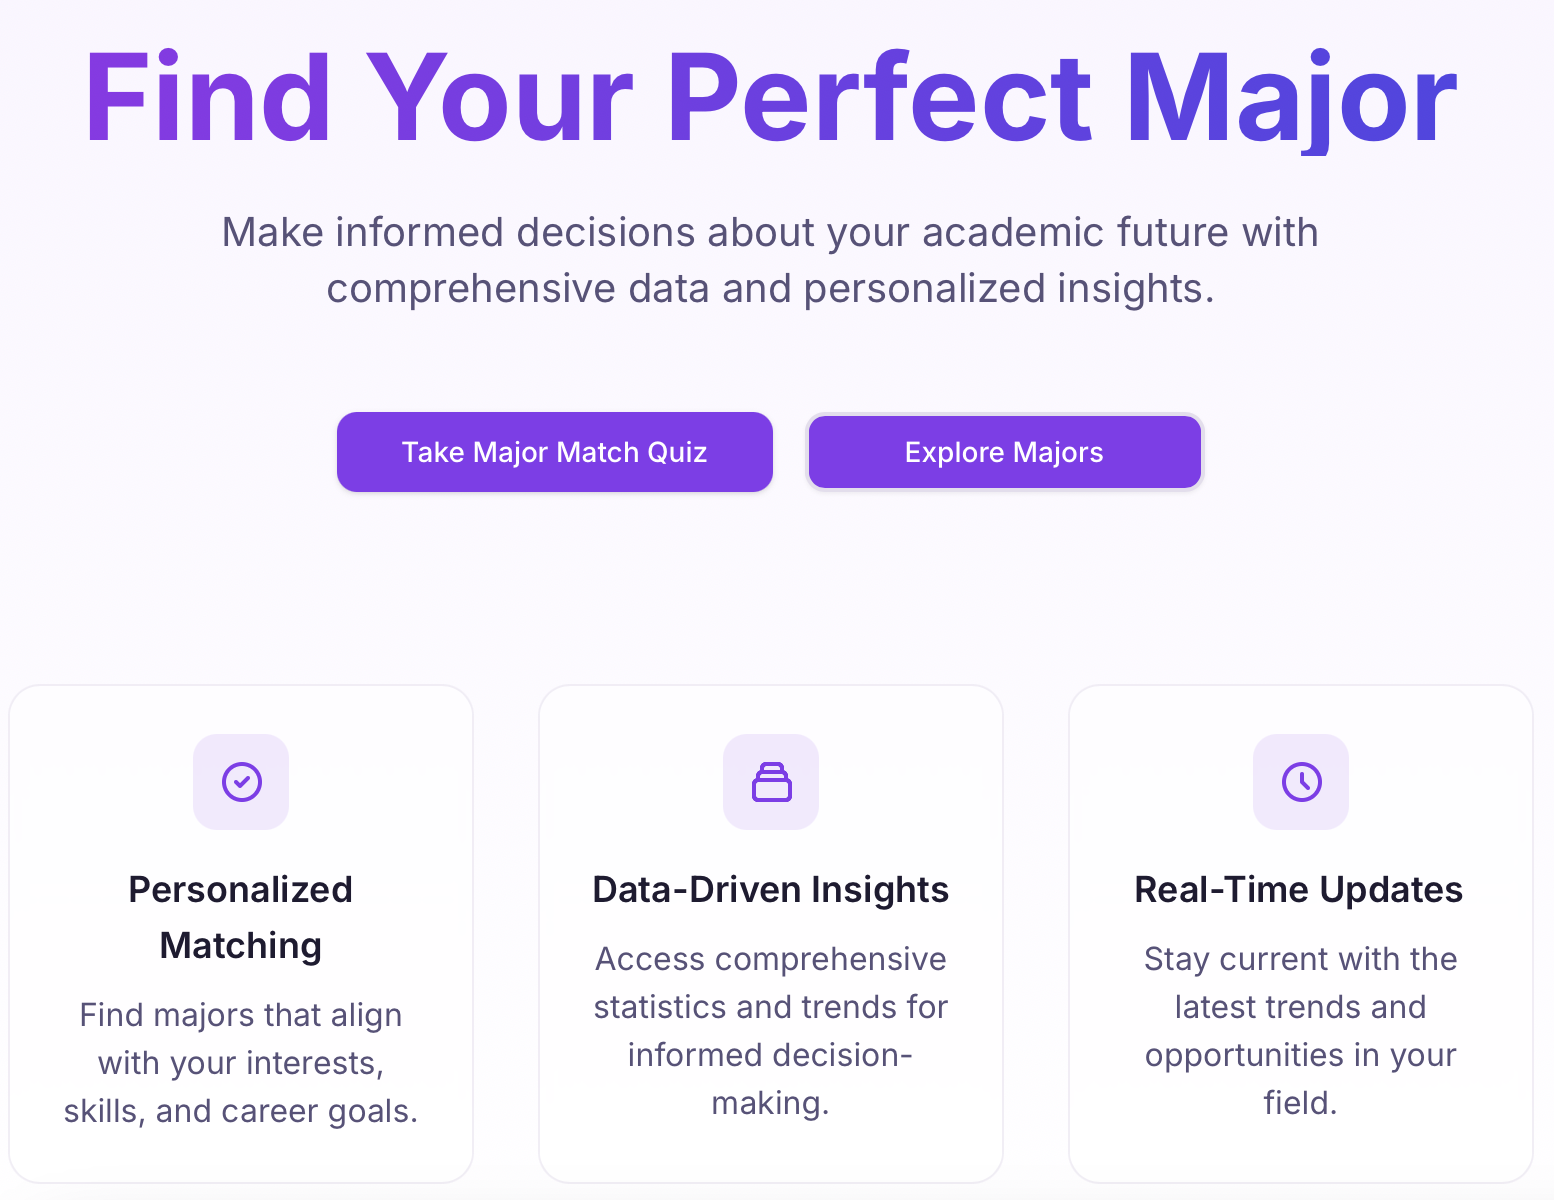 Find Your Perfect Major
Make informed decisions about your academic future with
comprehensive data and personalized insights.
Take Major Match Quiz
Explore Majors
Personalized
Matching
Find majors that align
with your interests,
skills, and career goals.
Data-Driven Insights
Access comprehensive
statistics and trends for
informed decision-
making.
Real-Time Updates
Stay current with the
latest trends and
opportunities in your
field.